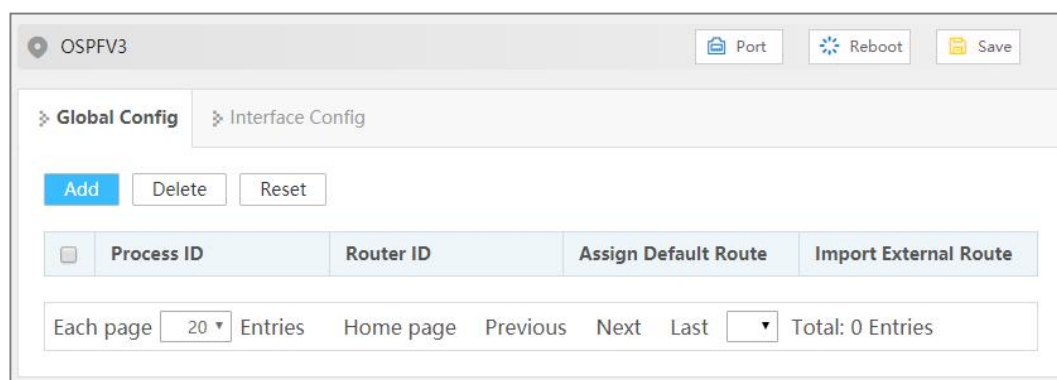 OSPFV3 Port Reboot Save
Global Config Interface Config
Add Delete Reset
Process ID Router ID Assign Default Route Import External Route
Each page 20 Entries Home page Previous Next Last Total: 0 Entries